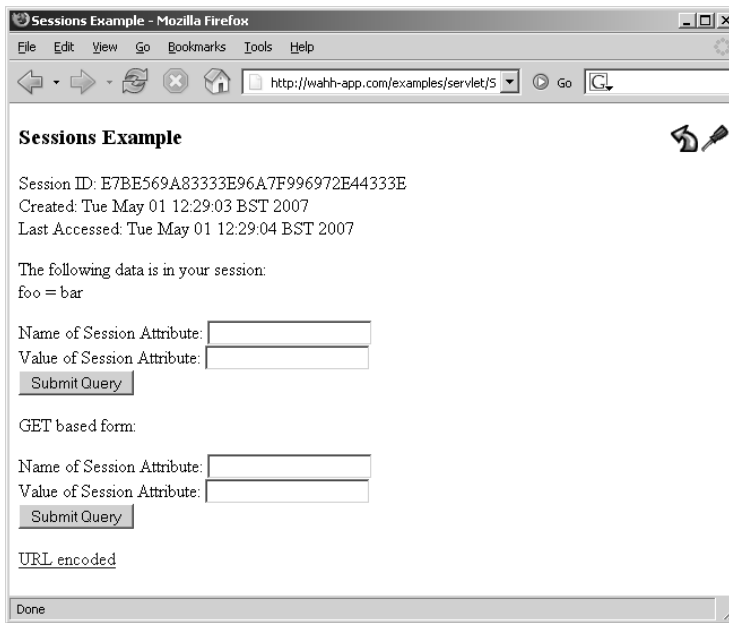 Sessions Example - Mozilla Firefox
File Edit View Go Bookmarks Tools Help
http://wahh-app.com/examples/servlet/S Go G
Sessions Example
Session ID: E7BE569A83333E96A7F996972E44333E
Created: Tue May 01 12:29:03 BST 2007
Last Accessed: Tue May 01 12:29:04 BST 2007
The following data is in your session:
foo = bar
Name of Session Attribute:
Value of Session Attribute:
Submit Query
GET based form:
Name of Session Attribute:
Value of Session Attribute:
Submit Query
URL encoded
Done